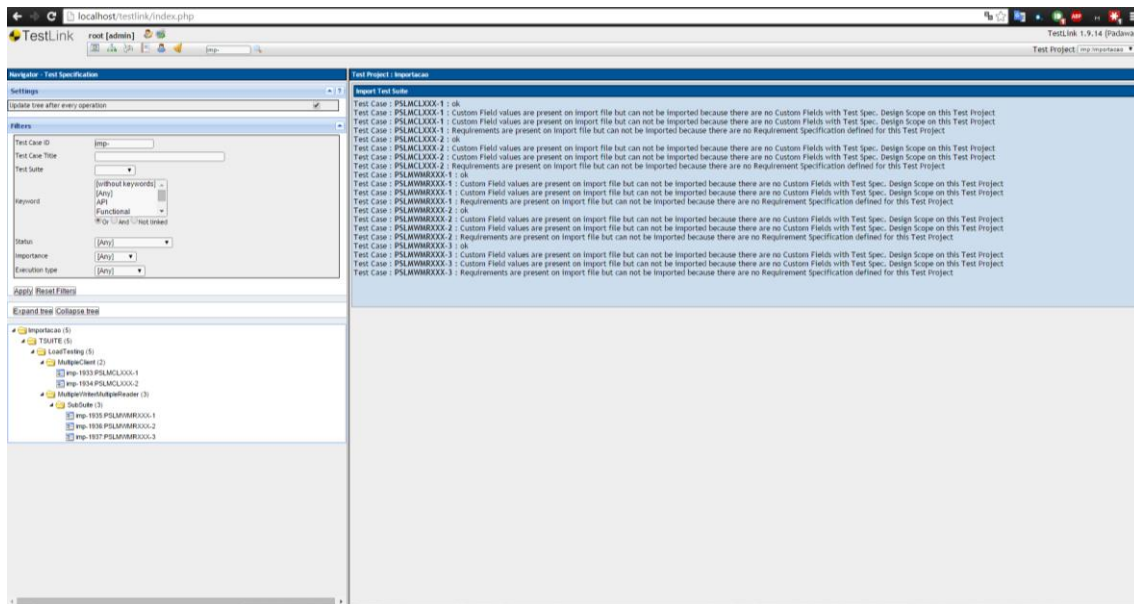 localhost/testlink/index.php
TestLink root [admin]
TestLink 1.9.14 (Padawa
imp-
Test Project imp:Importacao
Navigator - Test Specification
Settings
Update tree after every operation
Filters
Test Case ID imp-
Test Case Title
Test Suite
Keyword
[without keywords]
[Any]
API
Functional
Or And Not linked
Status [Any]
Importance [Any]
Execution type [Any]
Apply Reset Filters
Expand tree Collapse tree
Importacao (5)
TSUITE (5)
LoadTesting (5)
MultipleClient (2)
imp-1933:PSLMCLXXX-1
imp-1934:PSLMCLXXX-2
MultipleWriterMultipleReader (3)
SubSuite (3)
imp-1935:PSLMWMRXXX-1
imp-1936:PSLMWMRXXX-2
imp-1937:PSLMWMRXXX-3
Test Project : Importacao
Import Test Suite
Test Case : PSLMCLXXX-1 : ok
Test Case : PSLMCLXXX-1 : Custom Field values are present on import file but can not be imported because there are no Custom Fields with Test Spec. Design Scope on this Test Project
Test Case : PSLMCLXXX-1 : Custom Field values are present on import file but can not be imported because there are no Custom Fields with Test Spec. Design Scope on this Test Project
Test Case : PSLMCLXXX-1 : Requirements are present on import file but can not be imported because there are no Requirement Specification defined for this Test Project
Test Case : PSLMCLXXX-2 : ok
Test Case : PSLMCLXXX-2 : Custom Field values are present on import file but can not be imported because there are no Custom Fields with Test Spec. Design Scope on this Test Project
Test Case : PSLMCLXXX-2 : Custom Field values are present on import file but can not be imported because there are no Custom Fields with Test Spec. Design Scope on this Test Project
Test Case : PSLMCLXXX-2 : Requirements are present on import file but can not be imported because there are no Requirement Specification defined for this Test Project
Test Case : PSLMWMRXXX-1 : ok
Test Case : PSLMWMRXXX-1 : Custom Field values are present on import file but can not be imported because there are no Custom Fields with Test Spec. Design Scope on this Test Project
Test Case : PSLMWMRXXX-1 : Custom Field values are present on import file but can not be imported because there are no Custom Fields with Test Spec. Design Scope on this Test Project
Test Case : PSLMWMRXXX-1 : Requirements are present on import file but can not be imported because there are no Requirement Specification defined for this Test Project
Test Case : PSLMWMRXXX-2 : ok
Test Case : PSLMWMRXXX-2 : Custom Field values are present on import file but can not be imported because there are no Custom Fields with Test Spec. Design Scope on this Test Project
Test Case : PSLMWMRXXX-2 : Custom Field values are present on import file but can not be imported because there are no Custom Fields with Test Spec. Design Scope on this Test Project
Test Case : PSLMWMRXXX-2 : Requirements are present on import file but can not be imported because there are no Requirement Specification defined for this Test Project
Test Case : PSLMWMRXXX-3 : ok
Test Case : PSLMWMRXXX-3 : Custom Field values are present on import file but can not be imported because there are no Custom Fields with Test Spec. Design Scope on this Test Project
Test Case : PSLMWMRXXX-3 : Custom Field values are present on import file but can not be imported because there are no Custom Fields with Test Spec. Design Scope on this Test Project
Test Case : PSLMWMRXXX-3 : Requirements are present on import file but can not be imported because there are no Requirement Specification defined for this Test Project